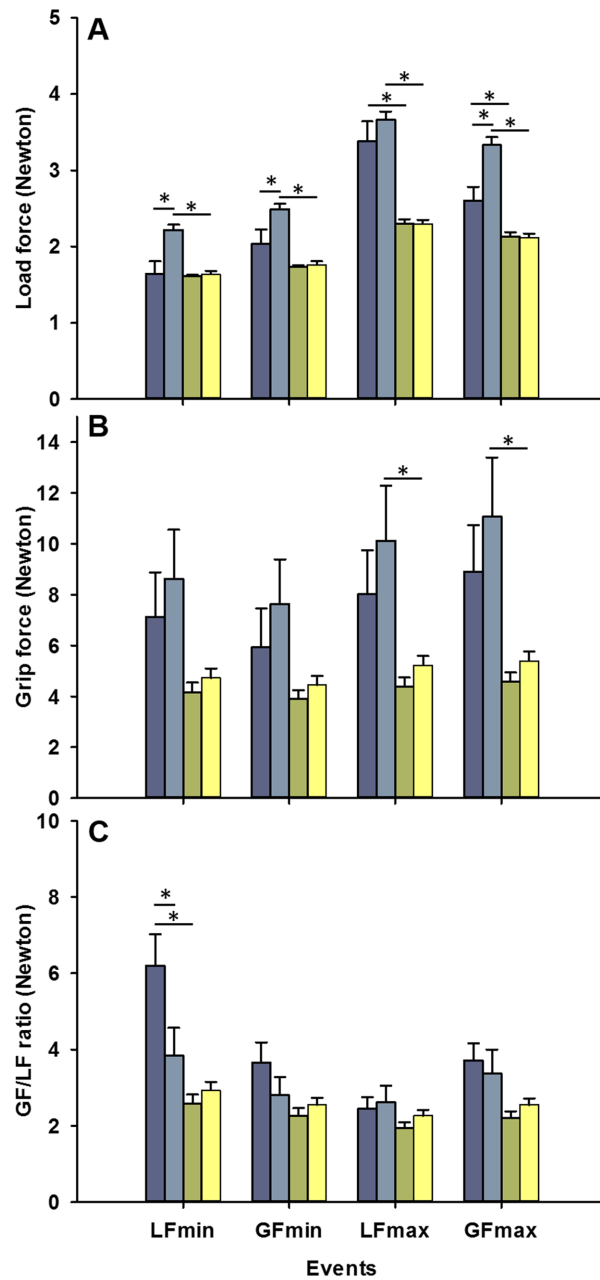 A
Load force (Newton)
5
4
3
2
1
0
* * * * * * * * *
B
Grip force (Newton)
14
12
10
8
6
4
2
0
* *
C
GF/LF ratio (Newton)
10
8
6
4
2
0
* *
LFmin GFmin LFmax GFmax
Events